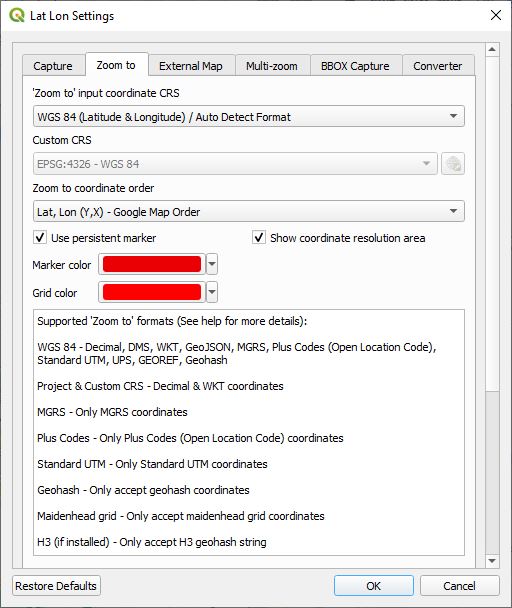 Lat Lon Settings
Capture
Zoom to
External Map
Multi-zoom
BBOX Capture
Converter
'Zoom to' input coordinate CRS
WGS 84 (Latitude & Longitude) / Auto Detect Format
Custom CRS
EPSG:4326 - WGS 84
Zoom to coordinate order
Lat, Lon (Y,X) - Google Map Order
Use persistent marker
Show coordinate resolution area
Marker color
Grid color
Supported 'Zoom to' formats (See help for more details):
WGS 84 - Decimal, DMS, WKT, GeoJSON, MGRS, Plus Codes (Open Location Code),
Standard UTM, UPS, GEOREF, Geohash
Project & Custom CRS - Decimal & WKT coordinates
MGRS - Only MGRS coordinates
Plus Codes - Only Plus Codes (Open Location Code) coordinates
Standard UTM - Only Standard UTM coordinates
Geohash - Only accept geohash coordinates
Maidenhead grid - Only accept maidenhead grid coordinates
H3 (if installed) - Only accept H3 geohash string
Restore Defaults
OK
Cancel